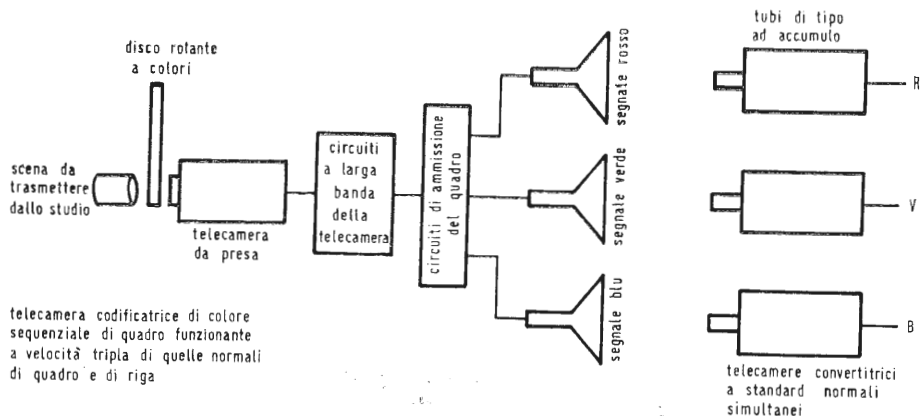 disco rotante
a colori
scena da
trasmettere
dallo studio
telecamera
da presa
circuiti
a larga
banda
della
telecamera
circuiti di ammissione
del quadro
segnale rosso
segnale verde
segnale blu
tubi di tipo
ad accumulo
R
V
B
telecamere convertitrici
a standard normali
simultanei
telecamera codificatrice di colore
sequenziale di quadro funzionante
a velocità tripla di quelle normali
di quadro e di riga